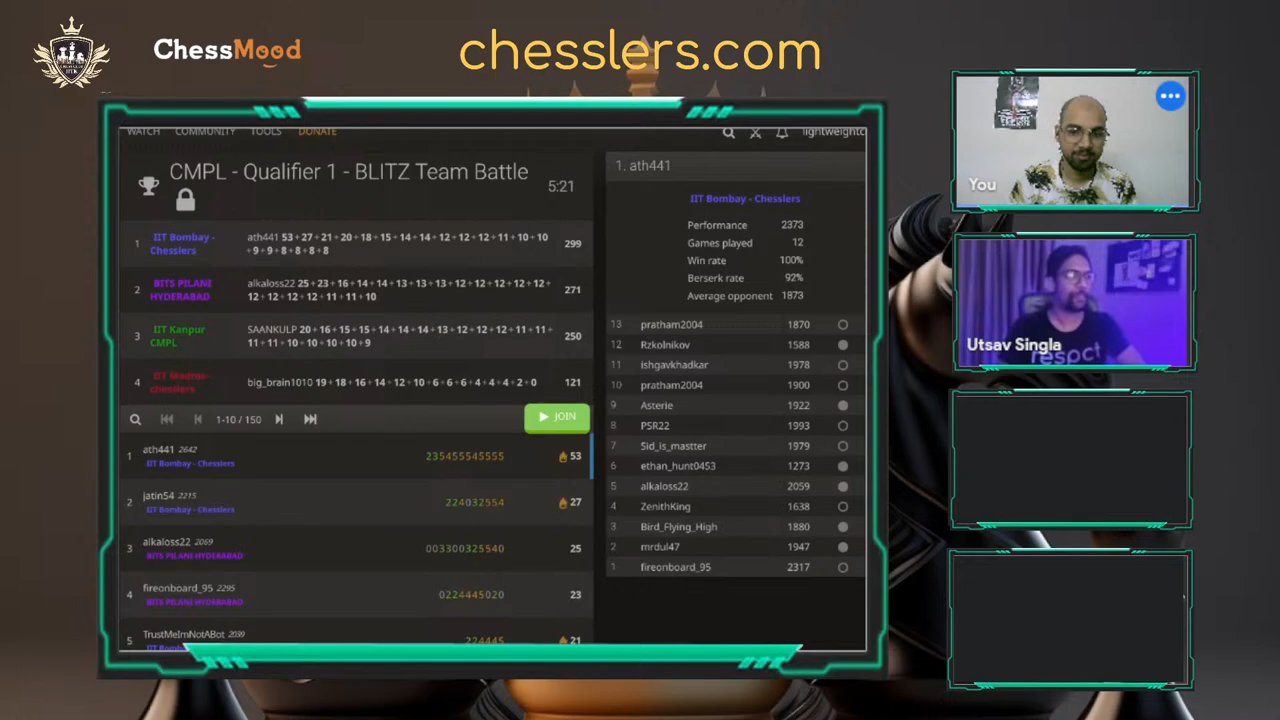 ChessMood
chesslers.com
WATCH COMMUNITY TOOLS DONATE
lightweightc
CMPL - Qualifier 1 - BLITZ Team Battle
5:21
1 IIT Bombay - Chesslers ath441 53+27+21+20+18+15+14+14+12+12+12+11+10+10
+9+9+8+8+8+8 299
2 BITS PILANI HYDERABAD alkaloss22 25+23+16+14+14+13+13+13+12+12+12+12+12+
12+12+12+12+11+11+10 271
3 IIT Kanpur CMPL SAANKULP 20+16+15+15+14+14+14+13+12+12+12+11+11+
11+11+10+10+10+10+9 250
4 IIT Madras- chesslers big_brain1010 19+18+16+14+12+10+6+6+6+4+4+4+2+0 121
1-10 / 150
JOIN
1 ath441 2642 235455545555 53
IIT Bombay - Chesslers
2 jatin54 2215 224032554 27
IIT Bombay - Chesslers
3 alkaloss22 2069 003300325540 25
BITS PILANI HYDERABAD
4 fireonboard_95 2295 0224445020 23
BITS PILANI HYDERABAD
5 TrustMeImNotABot 2039 224445 21
1. ath441
IIT Bombay - Chesslers
Performance 2373
Games played 12
Win rate 100%
Berserk rate 92%
Average opponent 1873
13 pratham2004 1870
12 Rzkolnikov 1588
11 ishgavkhadkar 1978
10 pratham2004 1900
9 Asterie 1922
8 PSR22 1993
7 Sid_is_mastter 1979
6 ethan_hunt0453 1273
5 alkaloss22 2059
4 ZenithKing 1638
3 Bird_Flying_High 1880
2 mrdul47 1947
1 fireonboard_95 2317
You
Utsav Singla
respct